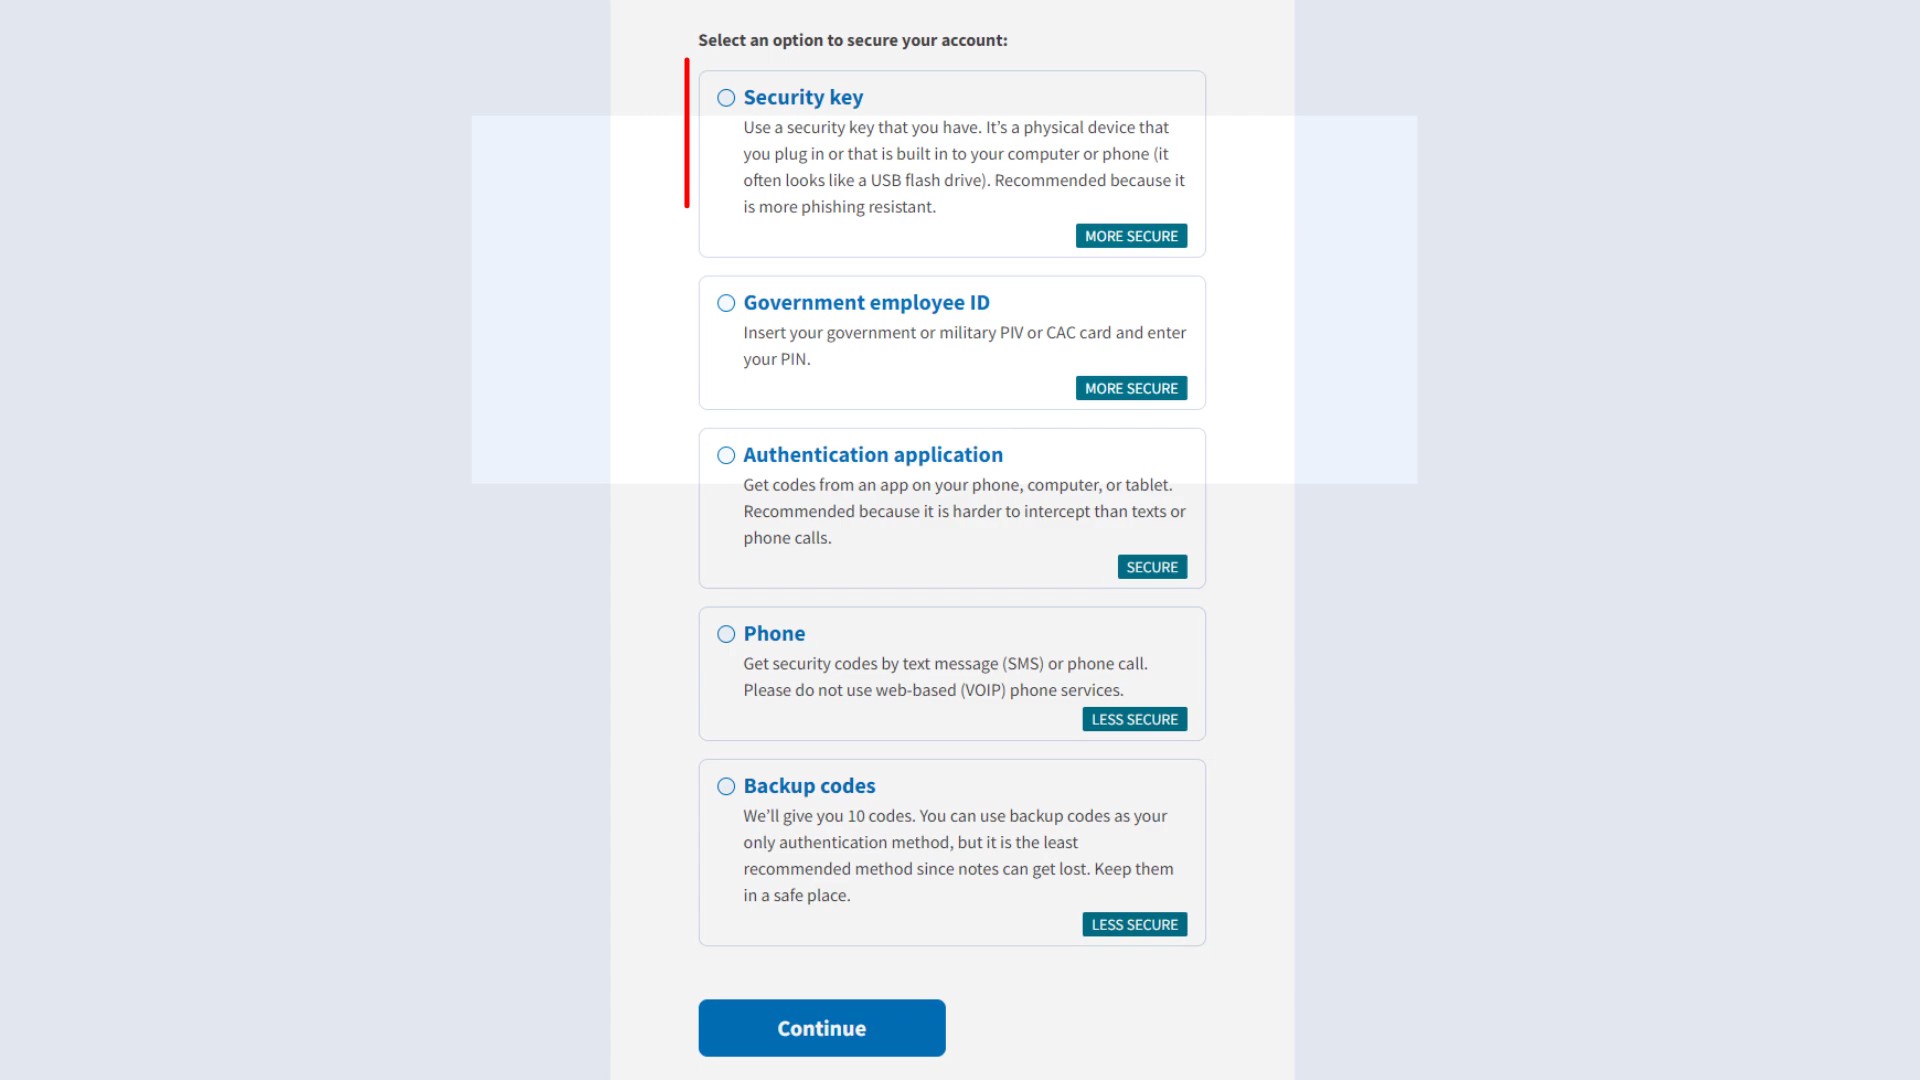 Select an option to secure your account:
Security key
Use a security key that you have. It’s a physical device that
you plug in or that is built in to your computer or phone (it
often looks like a USB flash drive). Recommended because it
is more phishing resistant.
MORE SECURE
Government employee ID
Insert your government or military PIV or CAC card and enter
your PIN.
MORE SECURE
Authentication application
Get codes from an app on your phone, computer, or tablet.
Recommended because it is harder to intercept than texts or
phone calls.
SECURE
Phone
Get security codes by text message (SMS) or phone call.
Please do not use web-based (VOIP) phone services.
LESS SECURE
Backup codes
We’ll give you 10 codes. You can use backup codes as your
only authentication method, but it is the least
recommended method since notes can get lost. Keep them
in a safe place.
LESS SECURE
Continue